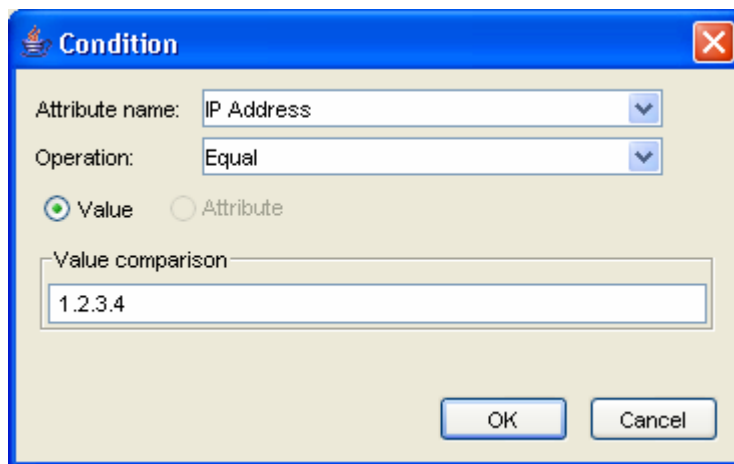 Condition
Attribute name: IP Address
Operation: Equal
Value Attribute
Value comparison
1.2.3.4
OK Cancel